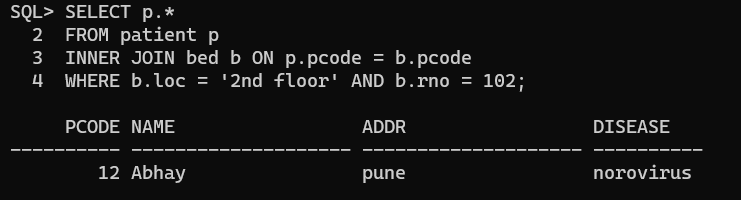 SQL> SELECT p.*
  2  FROM patient p
  3  INNER JOIN bed b ON p.pcode = b.pcode
  4  WHERE b.loc = '2nd floor' AND b.rno = 102;

     PCODE NAME                 ADDR                 DISEASE
---------- -------------------- -------------------- ----------
        12 Abhay                pune                 norovirus